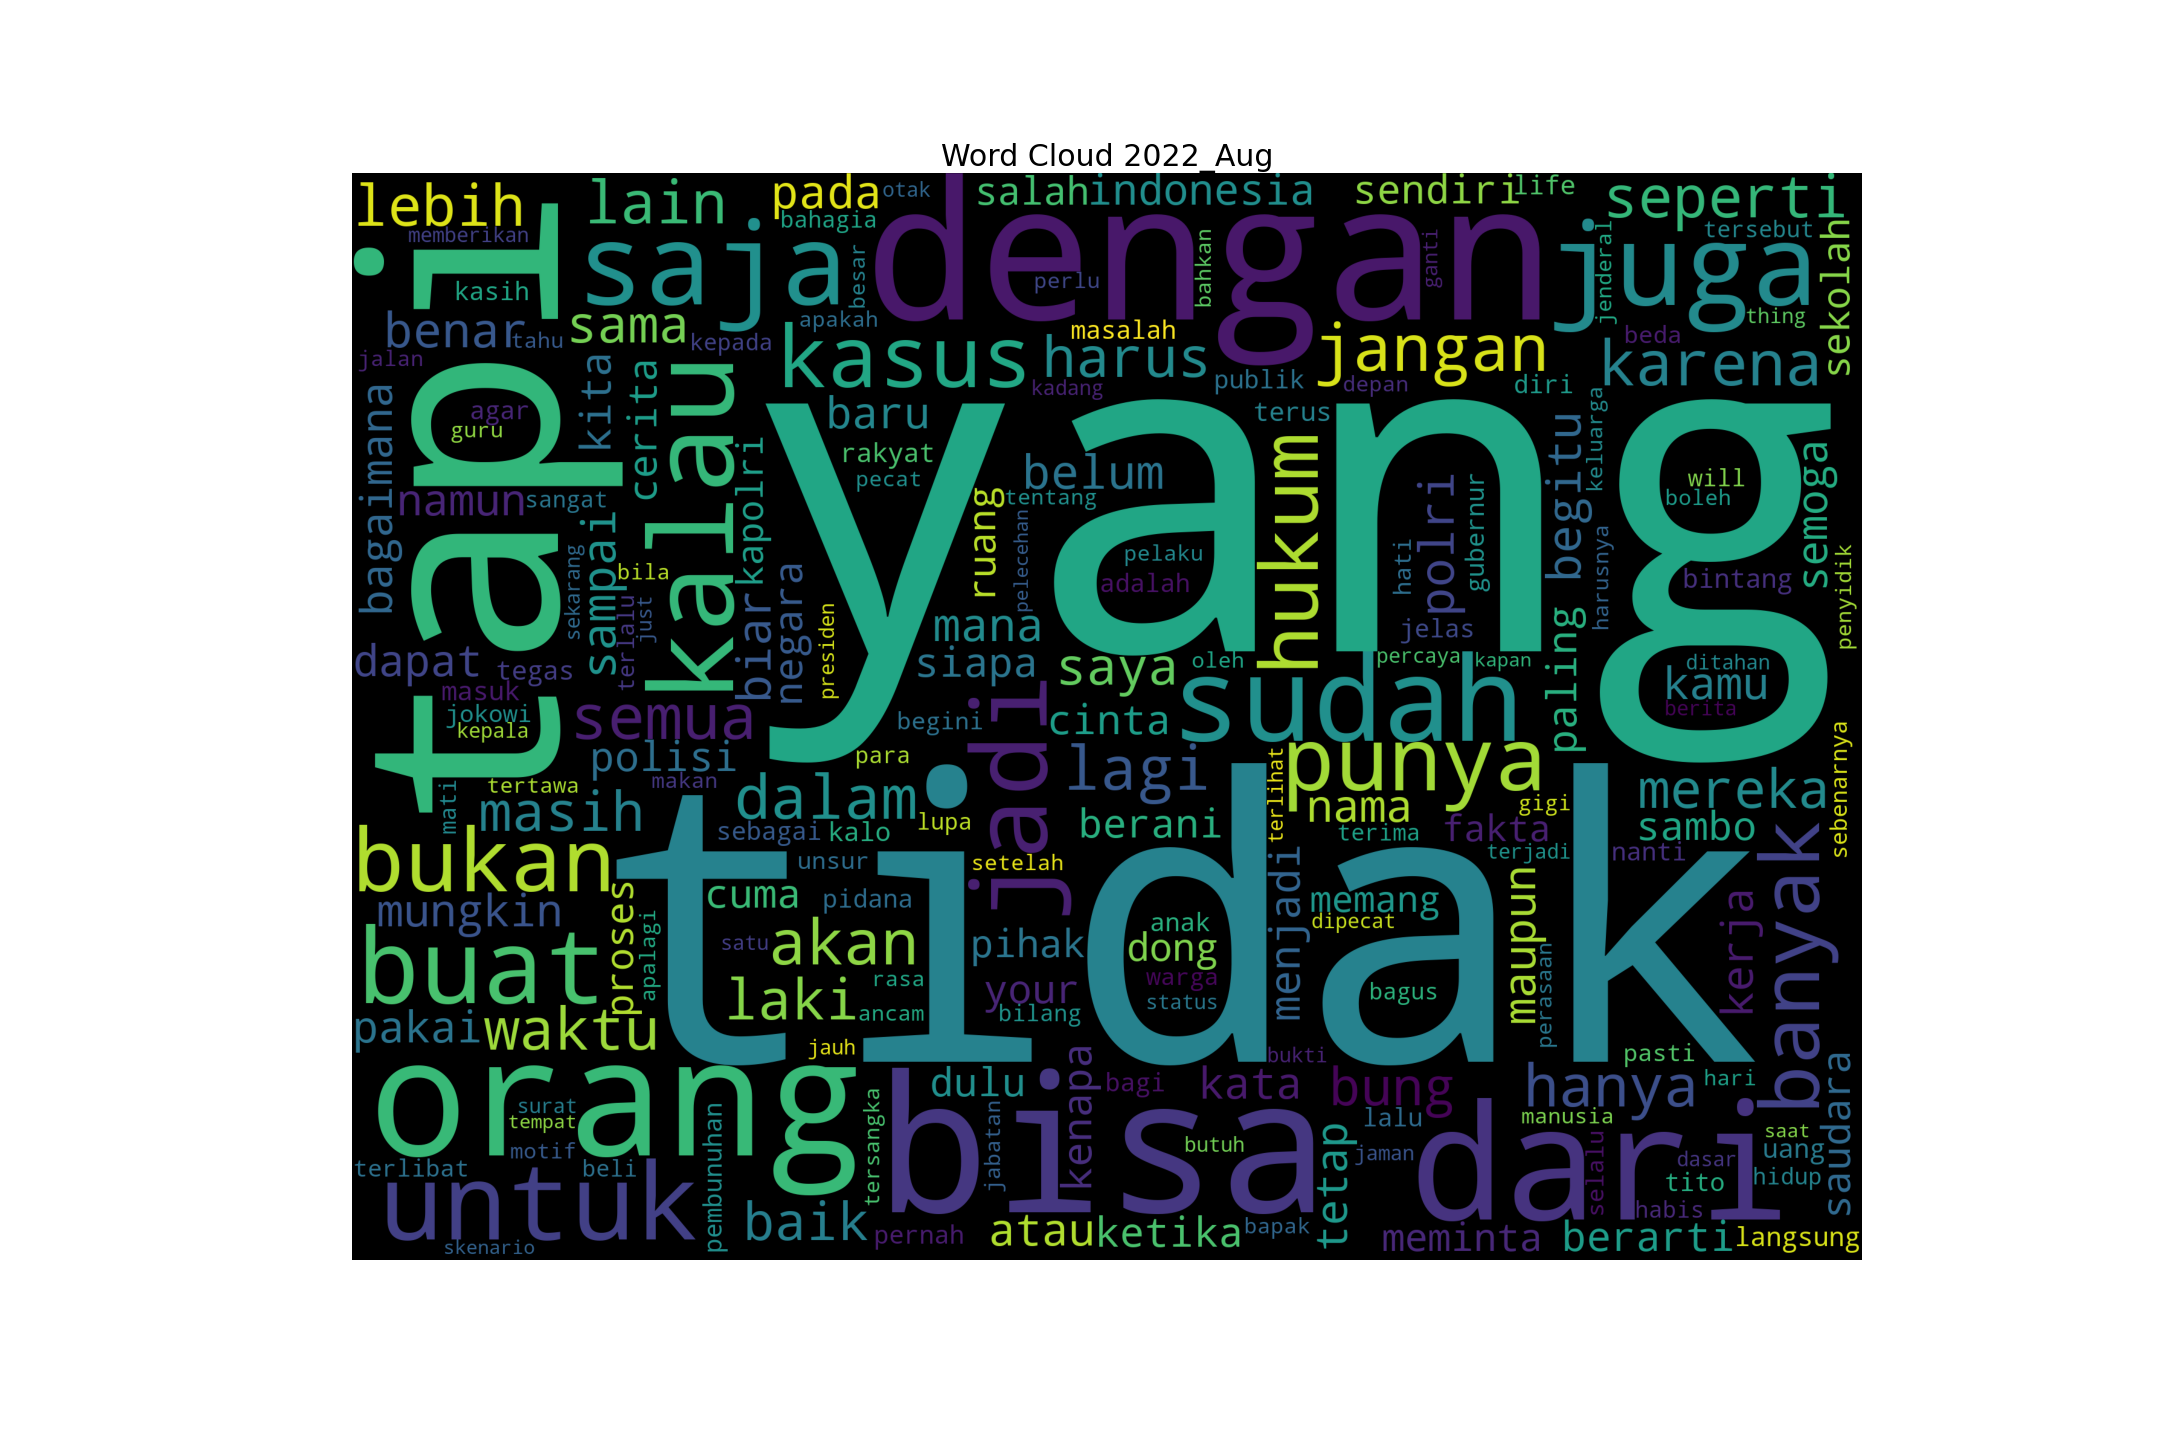 Word Cloud 2022_Aug
lebih
lain
pada
otak
salah
indonesia
sendiri
life
seperti
memberikan
bahagia
tersebut
tapi
saja
dengan
juga
kasih
besar
perlu
bahkan
ganti
jenderal
sekolah
benar
tahu
sama
apakah
kepada
masalah
thing
beda
jalan
kasus
harus
jangan
karena
kadang
publik
depan
diri
bagaimana
agar
guru
kita
cerita
kalau
baru
terus
yang
keluarga
rakyat
kapolri
belum
hukum
begitu
semoga
namun
sangat
pecat
tentang
ruang
polri
gubernur
will
boleh
sampai
bila
pelecehan
pelaku
adalah
hati
harusnya
bintang
penyidik
sekarang
terlalu
just
biar
negara
presiden
mana
siapa
jelas
dapat
tegas
masuk
saya
oleh
percaya
kapan
paling
ditahan
kamu
berita
jokowi
kepala
semua
begini
jadi
cinta
sudah
polisi
para
makan
lagi
punya
mereka
sebenarnya
mati
tertawa
masih
dalam
tidak
terlihat
nama
gigi
sambo
sebagai
kalo
lupa
berani
terima
fakta
terjadi
nanti
bukan
unsur
setelah
banyak
mungkin
proses
apalagi
cuma
pidana
menjadi
memang
dipecat
maupun
kerja
satu
akan
pihak
anak
dong
buat
laki
rasa
ancam
your
bilang
warga
status
bagus
perasaan
pakai
waktu
jauh
bukti
pasti
orang
dulu
kenapa
bagi
kata
bung
hanya
hari
saudara
surat
tempat
pembunuhan
tersangka
bisa
jabatan
butuh
tetap
lalu
jaman
dari
manusia
selalu
saat
uang
dasar
hidup
tito
habis
motif
terlibat
beli
untuk
skenario
baik
pernah
atau
ketika
bapak
meminta
berarti
langsung